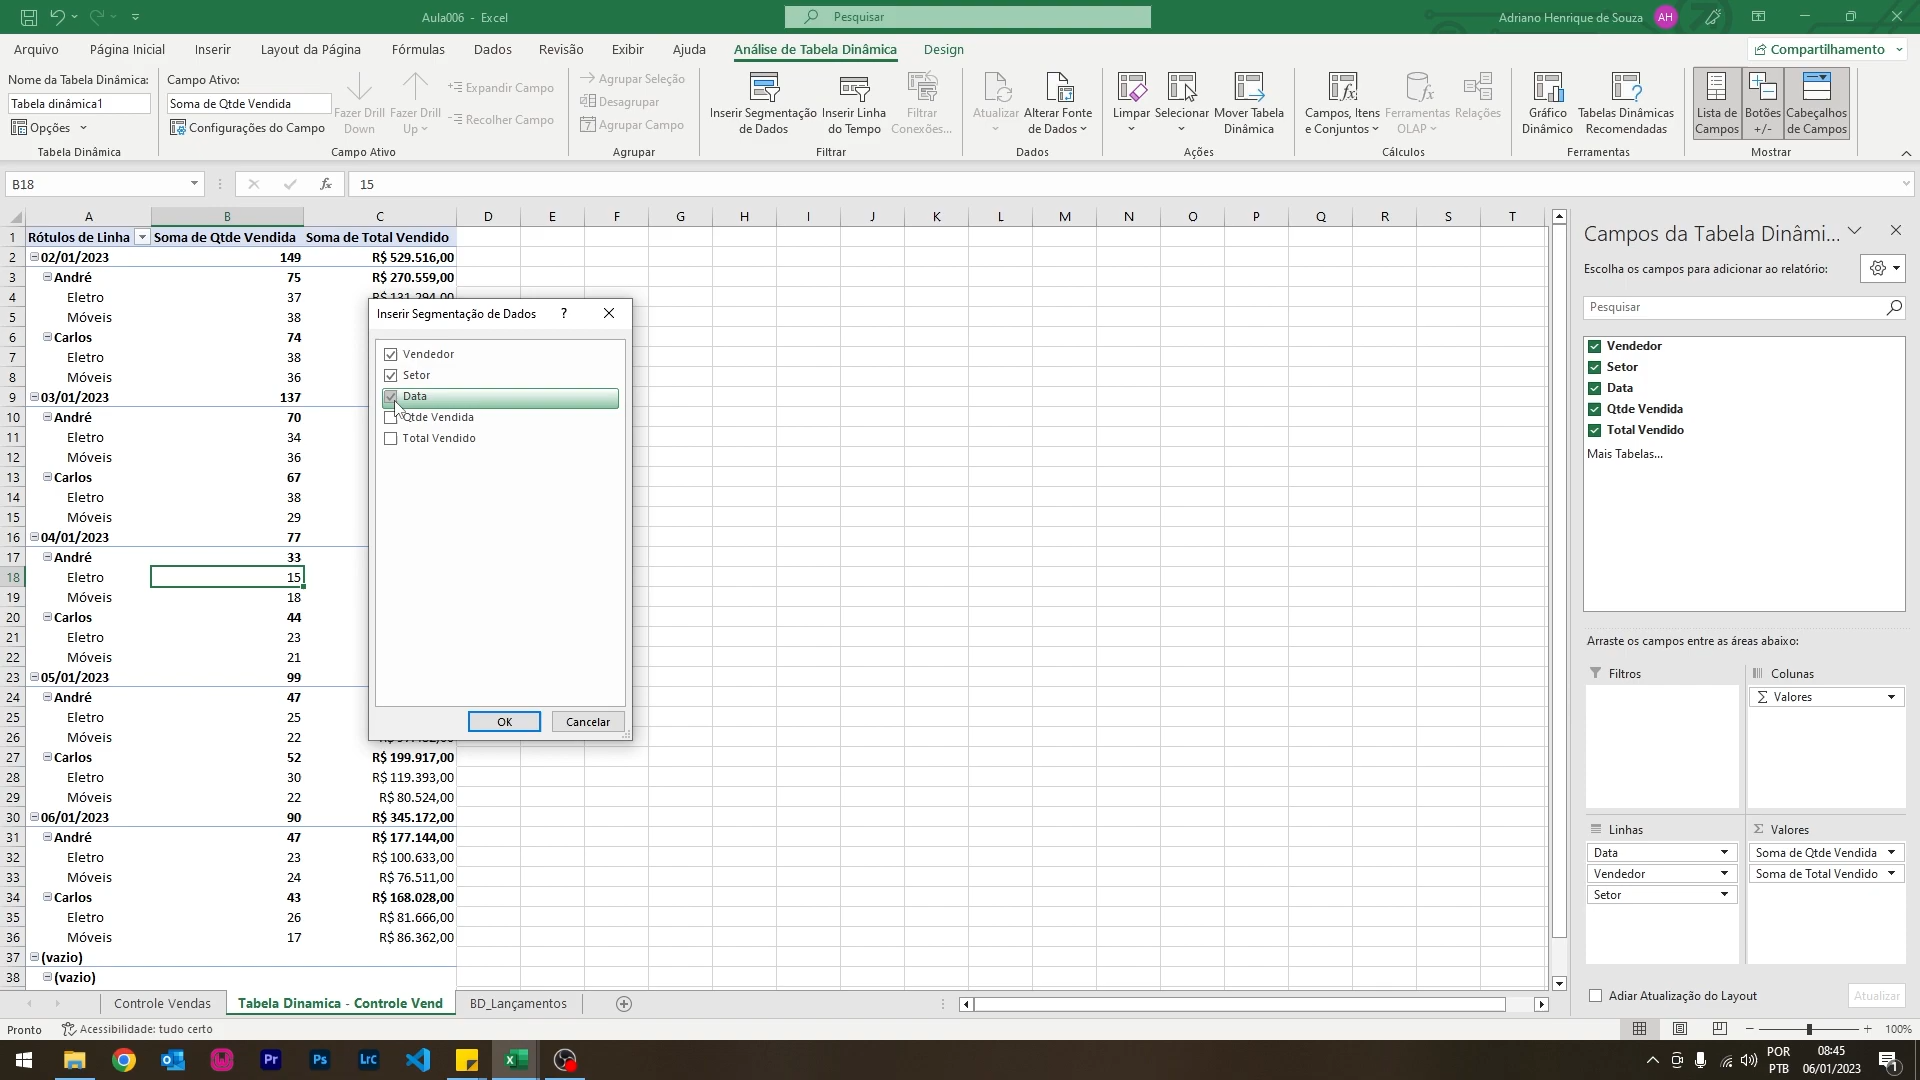 Aula006 - Excel
Pesquisar
Adriano Henrique de Souza
AH
Arquivo
Página Inicial
Inserir
Layout da Página
Fórmulas
Dados
Revisão
Exibir
Ajuda
Análise de Tabela Dinâmica
Design
Compartilhamento
Nome da Tabela Dinâmica:
Tabela dinâmica1
Opções
Tabela Dinâmica
Campo Ativo:
Soma de Qtde Vendida
Configurações do Campo
Fazer Drill Down
Fazer Drill Up
Expandir Campo
Recolher Campo
Campo Ativo
Agrupar Seleção
Desagrupar
Agrupar Campo
Agrupar
Inserir Segmentação de Dados
Inserir Linha do Tempo
Filtrar Conexões...
Filtrar
Atualizar
Alterar Fonte de Dados
Dados
Limpar
Selecionar
Mover Tabela Dinâmica
Ações
Campos, Itens e Conjuntos
Ferramentas OLAP
Relações
Cálculos
Gráfico Dinâmico
Tabelas Dinâmicas Recomendadas
Ferramentas
Lista de Campos
Botões +/-
Cabeçalhos de Campos
Mostrar
B18
fx
15
A B C D E F G H I J K L M N O P Q R S T
1 Rótulos de Linha Soma de Qtde Vendida Soma de Total Vendido
2 02/01/2023 149 R$ 529.516,00
3 André 75 R$ 270.559,00
4 Eletro 37 R$ 131.294,00
5 Móveis 38
6 Carlos 74
7 Eletro 38
8 Móveis 36
9 03/01/2023 137
10 André 70
11 Eletro 34
12 Móveis 36
13 Carlos 67
14 Eletro 38
15 Móveis 29
16 04/01/2023 77
17 André 33
18 Eletro 15
19 Móveis 18
20 Carlos 44
21 Eletro 23
22 Móveis 21
23 05/01/2023 99
24 André 47
25 Eletro 25
26 Móveis 22
27 Carlos 52 R$ 199.917,00
28 Eletro 30 R$ 119.393,00
29 Móveis 22 R$ 80.524,00
30 06/01/2023 90 R$ 345.172,00
31 André 47 R$ 177.144,00
32 Eletro 23 R$ 100.633,00
33 Móveis 24 R$ 76.511,00
34 Carlos 43 R$ 168.028,00
35 Eletro 26 R$ 81.666,00
36 Móveis 17 R$ 86.362,00
37 (vazio)
38 (vazio)
Inserir Segmentação de Dados ?
Vendedor
Setor
Data
Qtde Vendida
Total Vendido
OK
Cancelar
Campos da Tabela Dinâmi...
Escolha os campos para adicionar ao relatório:
Pesquisar
Vendedor
Setor
Data
Qtde Vendida
Total Vendido
Mais Tabelas...
Arraste os campos entre as áreas abaixo:
Filtros
Colunas
Σ Valores
Linhas
Σ Valores
Data
Vendedor
Setor
Soma de Qtde Vendida
Soma de Total Vendido
Adiar Atualização do Layout
Atualizar
Controle Vendas
Tabela Dinamica - Controle Vend
BD_Lançamentos
Pronto
Acessibilidade: tudo certo
100%
Pr
Ps
Lrc
POR
PTB
08:45
06/01/2023
1